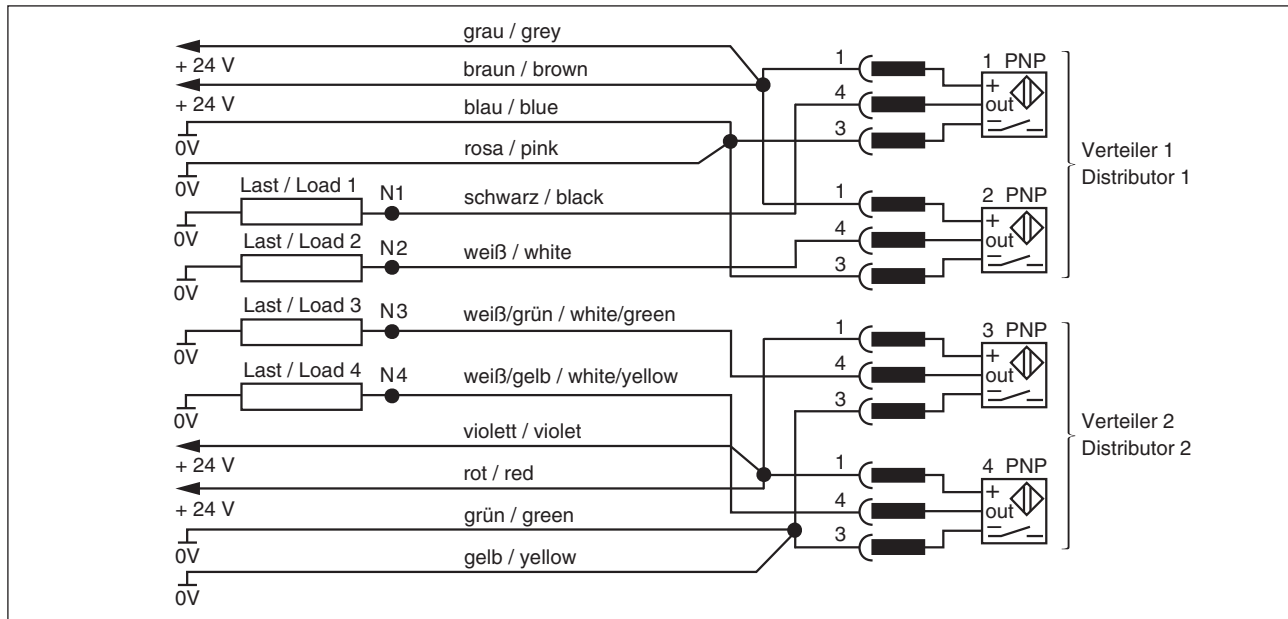 grau / grey
+ 24 V
braun / brown
+ 24 V
blau / blue
0V
rosa / pink
0V
Last / Load 1
N1
schwarz / black
0V
Last / Load 2
N2
weiß / white
0V
Last / Load 3
N3
weiß/grün / white/green
0V
Last / Load 4
N4
weiß/gelb / white/yellow
0V
violett / violet
+ 24 V
rot / red
+ 24 V
grün / green
0V
gelb / yellow
0V
1
4
3
1 PNP
+
out
1
4
3
2 PNP
+
out
Verteiler 1
Distributor 1
1
4
3
3 PNP
+
out
1
4
3
4 PNP
+
out
Verteiler 2
Distributor 2